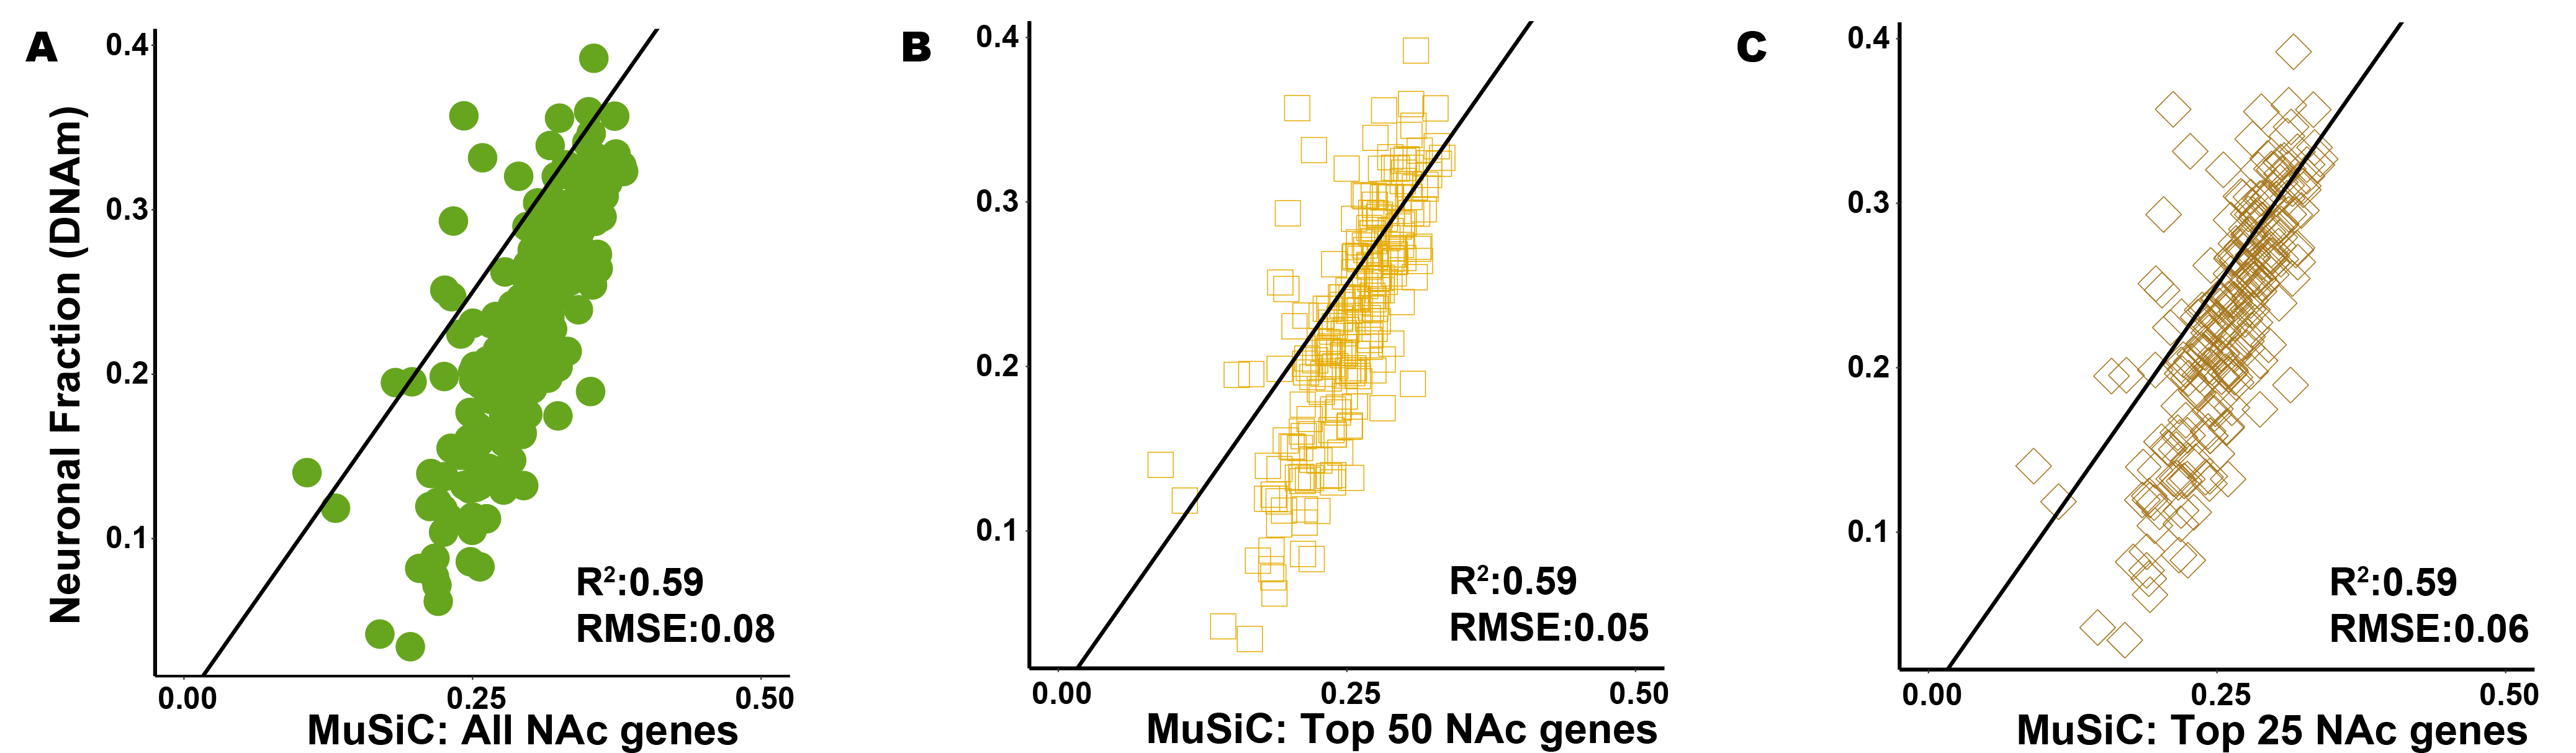 A
Neuronal Fraction (DNAm)
0.4
0.3
0.2
0.1
R²:0.59
RMSE:0.08
0.00 0.25 0.50
MuSiC: All NAc genes
B
0.4
0.3
0.2
0.1
R²:0.59
RMSE:0.05
0.00 0.25 0.50
MuSiC: Top 50 NAc genes
C
0.4
0.3
0.2
0.1
R²:0.59
RMSE:0.06
0.00 0.25 0.50
MuSiC: Top 25 NAc genes